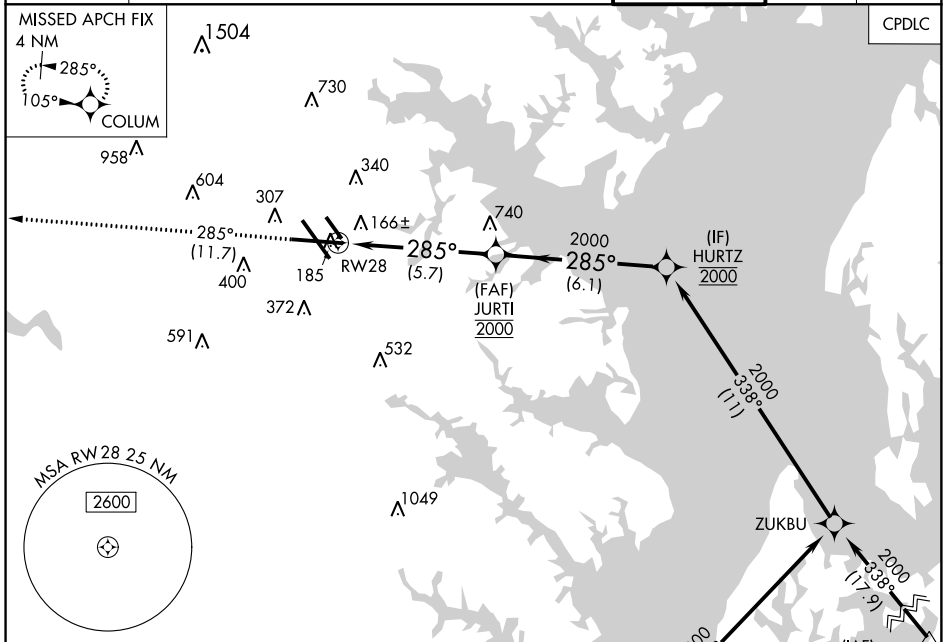 MISSED APCH FIX
4 NM
285°
105°
COLUM
CPDLC
1504
730
958
604
340
307
166±
740
285°
(11.7)
185
RW28
400
285°
(5.7)
(FAF)
JURTI
2000
2000
285°
(6.1)
(IF)
HURTZ
2000
372
591
532
2000
338°
(11)
MSA RW28 25 NM
2600
1049
ZUKBU
2000
338°
(17.9)